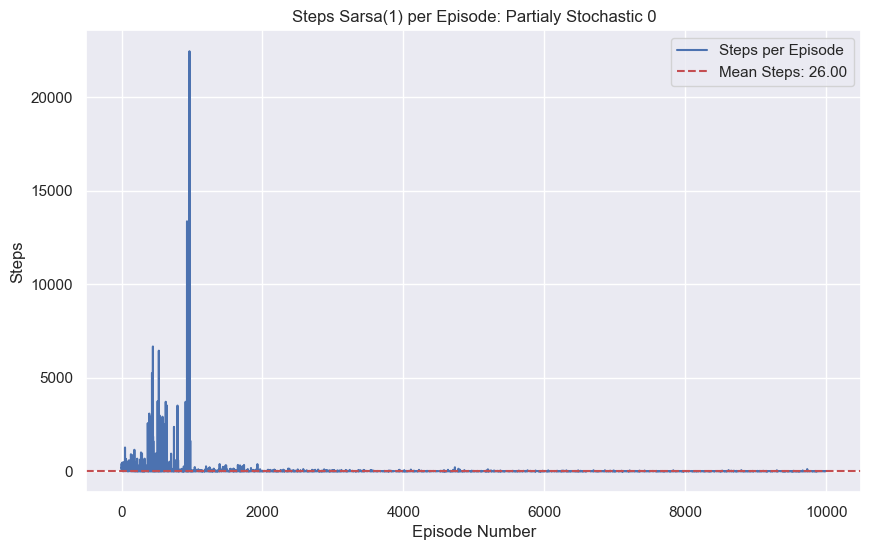 Steps Sarsa(1) per Episode: Partialy Stochastic 0
Steps per Episode
Mean Steps: 26.00
20000
15000
10000
5000
0
Steps
0 2000 4000 6000 8000 10000
Episode Number